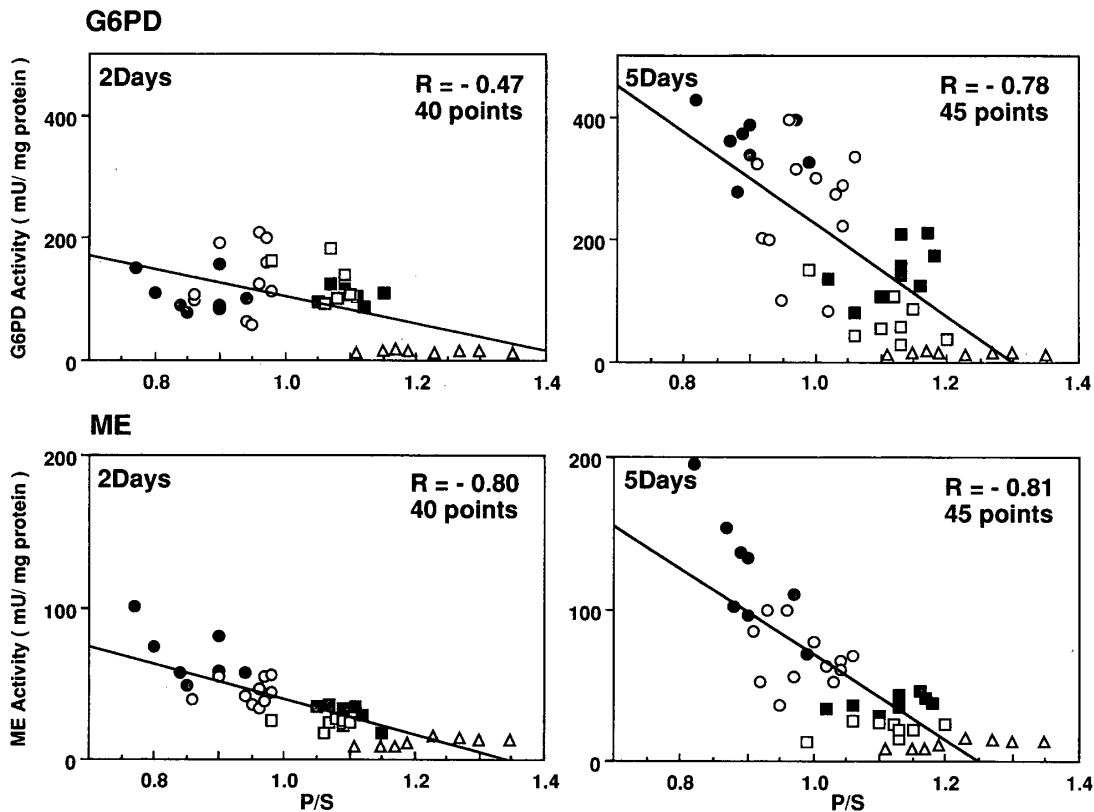 G6PD
G6PD Activity ( mU/ mg protein )
2Days
R = - 0.47
40 points
400
200
0
0.8 1.0 1.2 1.4
5Days
R = - 0.78
45 points
400
200
0
0.8 1.0 1.2 1.4
ME
ME Activity ( mU/ mg protein )
2Days
R = - 0.80
40 points
200
100
0
0.8 1.0 1.2 1.4
P/S
5Days
R = - 0.81
45 points
200
100
0
0.8 1.0 1.2 1.4
P/S